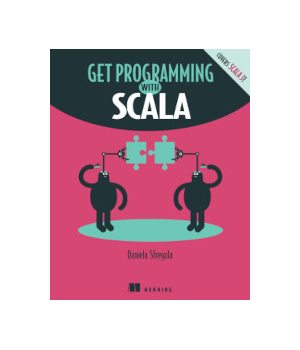 COVERS SCALA 3!
GET PROGRAMMING
WITH
SCALA
Daniela Sfregola
MANNING